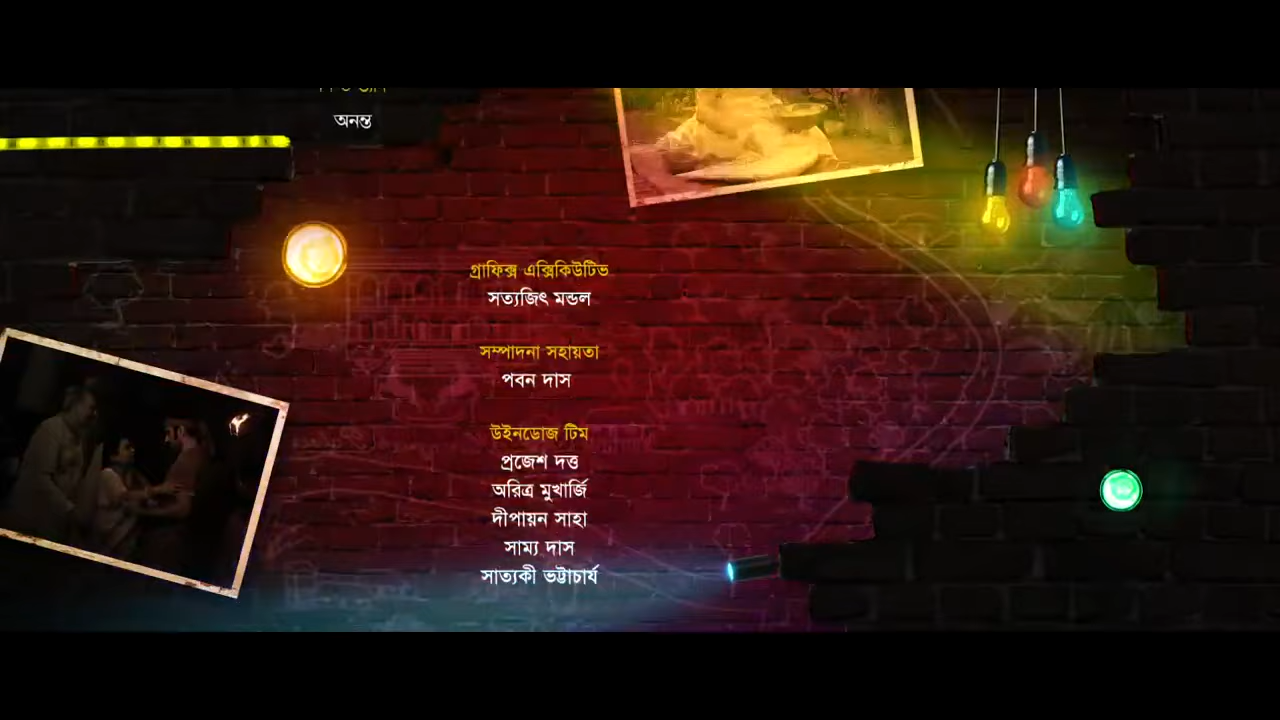 অনন্ত
গ্রাফিক্স এক্সিকিউটিভ
সত্যজিৎ মন্ডল
সম্পাদনা সহায়তা
পবন দাস
উইনডোজ টিম
প্রজেশ দত্ত
অরিত্র মুখার্জি
দীপায়ন সাহা
সাম্য দাস
সাত্যকী ভট্টাচার্য